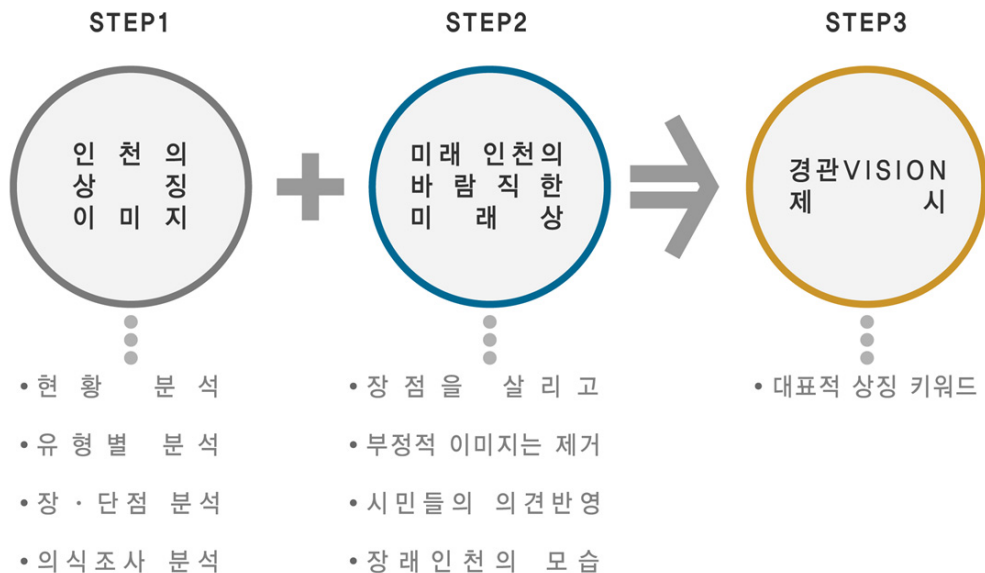 STEP1
인천의
상징
이미지
현황 분석
유형별 분석
장 · 단점 분석
의식조사 분석
STEP2
미래 인천의
바람직한
미래상
장점을 살리고
부정적 이미지는 제거
시민들의 의견반영
장래인천의 모습
STEP3
경관VISION
제시
대표적 상징 키워드